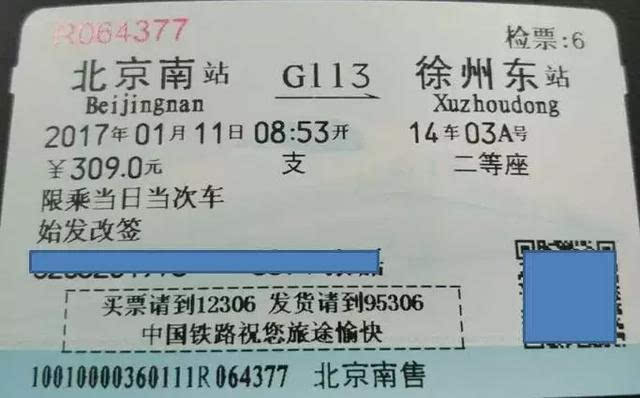 R064377
检票:6
北京南站 G113 徐州东站
Beijingnan Xuzhoudong
2017年01月11日08:53开 14车03A号
￥309.0元 支 二等座
限乘当日当次车
始发改签
买票请到12306 发货请到95306
中国铁路祝您旅途愉快
10010000360111R064377 北京南售